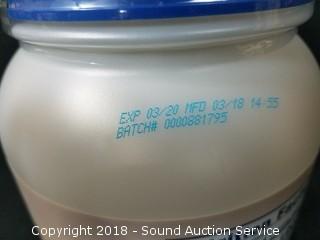 EXP 03/20 MFD 03/18 14:55
BATCH# 0000881795
Copyright 2018 - Sound Auction Service